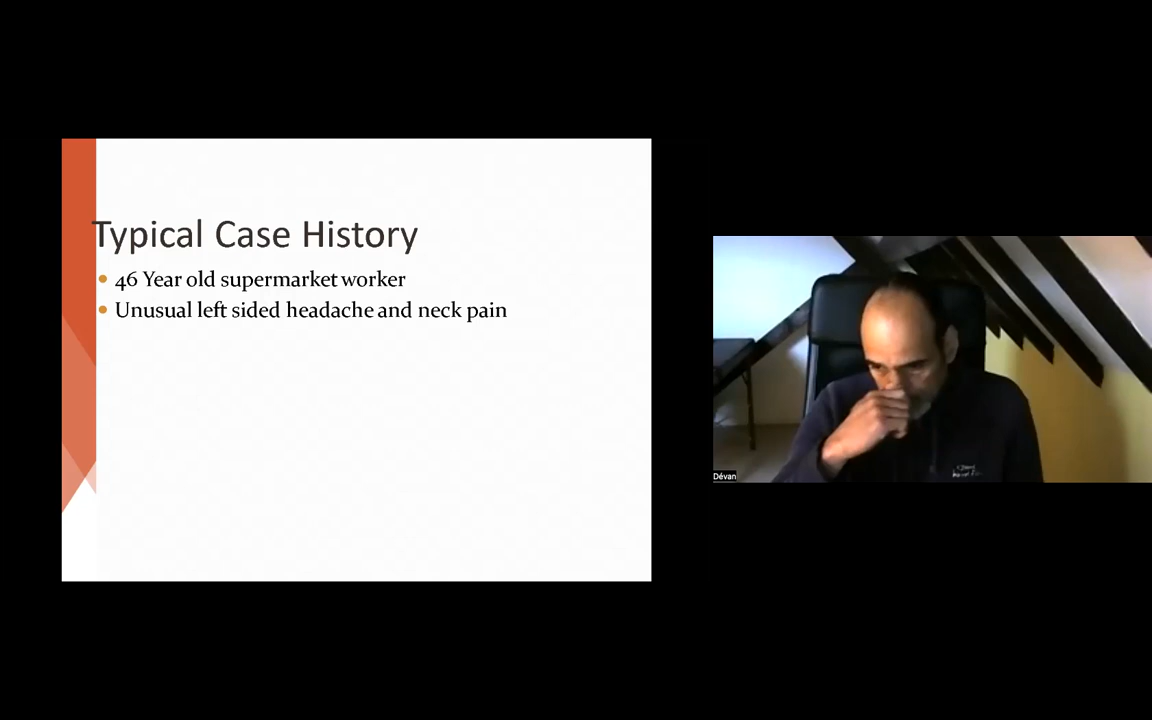 Typical Case History
46 Year old supermarket worker
Unusual left sided headache and neck pain
Dévan